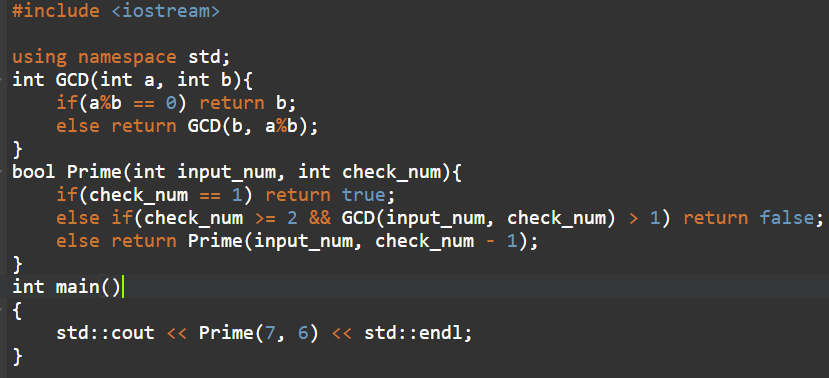 #include <iostream>
using namespace std;
int GCD(int a, int b){
    if(a%b == 0) return b;
    else return GCD(b, a%b);
}
bool Prime(int input_num, int check_num){
    if(check_num == 1) return true;
    else if(check_num >= 2 && GCD(input_num, check_num) > 1) return false;
    else return Prime(input_num, check_num - 1);
}
int main()
{
    std::cout << Prime(7, 6) << std::endl;
}